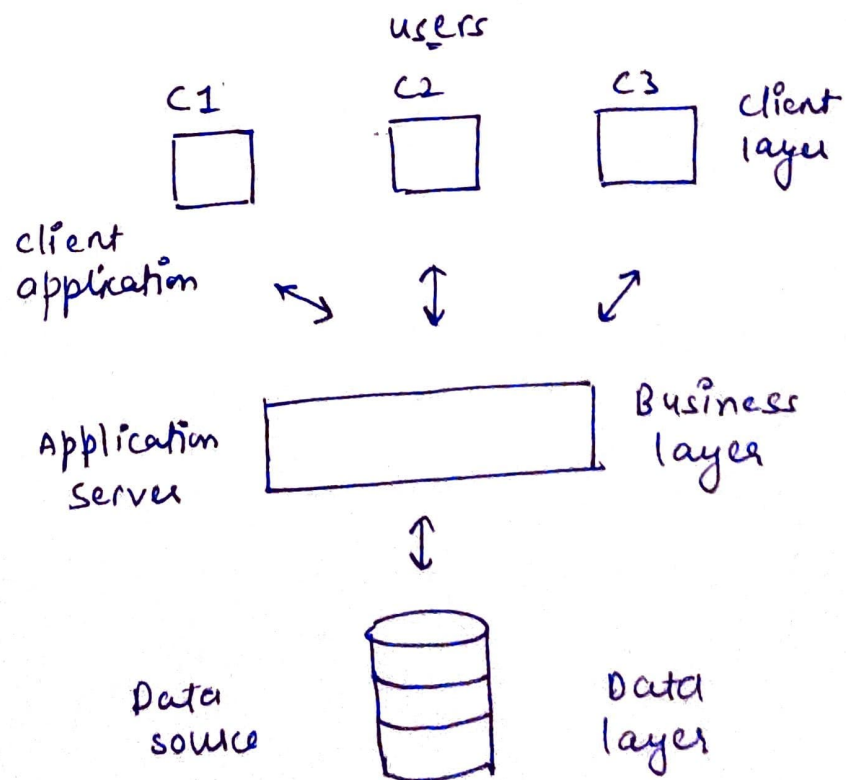 users
C1
C2
C3
Client
layer
client
application
Application
Server
Business
layer
Data
source
Data
layer